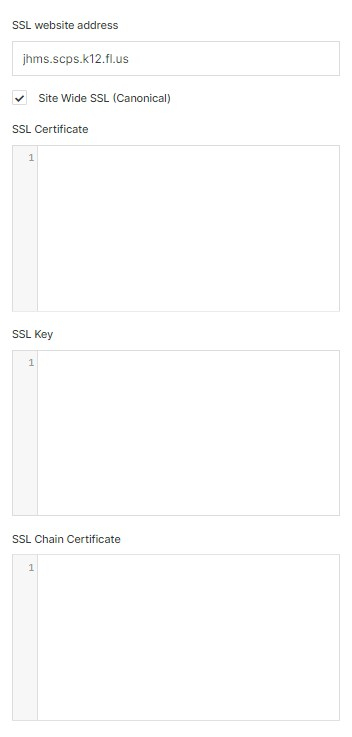 SSL website address
jhms.scps.k12.fl.us
Site Wide SSL (Canonical)
SSL Certificate
1
SSL Key
1
SSL Chain Certificate
1